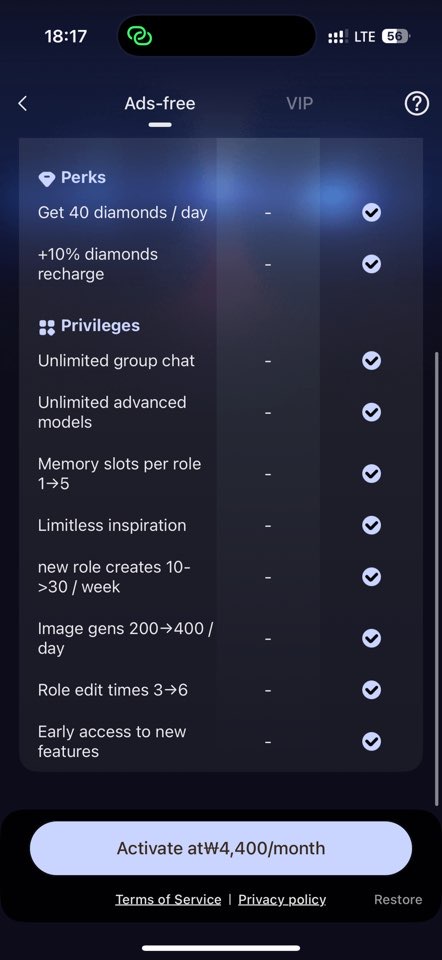 18:17
LTE
56
Ads-free
VIP
?
Perks
Get 40 diamonds / day
-
+10% diamonds
recharge
-
Privileges
Unlimited group chat
-
Unlimited advanced
models
-
Memory slots per role
1→5
-
Limitless inspiration
-
new role creates 10-
>30 / week
-
Image gens 200→400 /
day
-
Role edit times 3→6
-
Early access to new
features
-
Activate at₩4,400/month
Terms of Service | Privacy policy
Restore